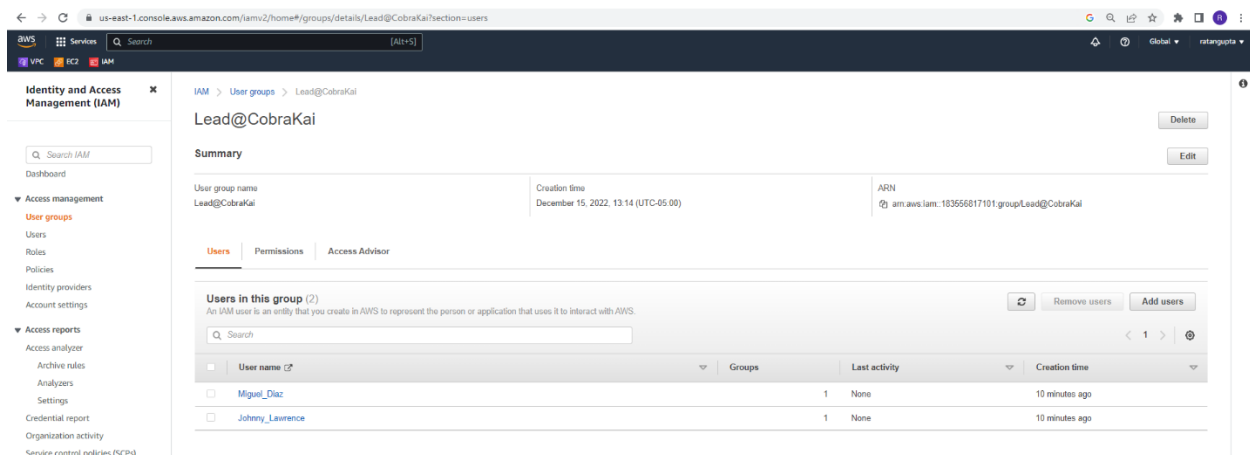 us-east-1.console.aws.amazon.com/iamv2/home#/groups/details/Lead@CobraKai?section=users
G R
aws Services Search [Alt+S] Global ratangupta
VPC EC2 IAM
Identity and Access Management (IAM)
Search IAM
Dashboard
Access management
User groups
Users
Roles
Policies
Identity providers
Account settings
Access reports
Access analyzer
Archive rules
Analyzers
Settings
Credential report
Organization activity
Service control policies (SCPs)
IAM > User groups > Lead@CobraKai
Lead@CobraKai
Delete
Summary
Edit
User group name
Lead@CobraKai
Creation time
December 15, 2022, 13:14 (UTC-05:00)
ARN
arn:aws:iam::183556817101:group/Lead@CobraKai
Users Permissions Access Advisor
Users in this group (2)
An IAM user is an entity that you create in AWS to represent the person or application that uses it to interact with AWS.
Remove users Add users
Search
< 1 >
User name Groups Last activity Creation time
Miguel_Diaz 1 None 10 minutes ago
Johnny_Lawrence 1 None 10 minutes ago